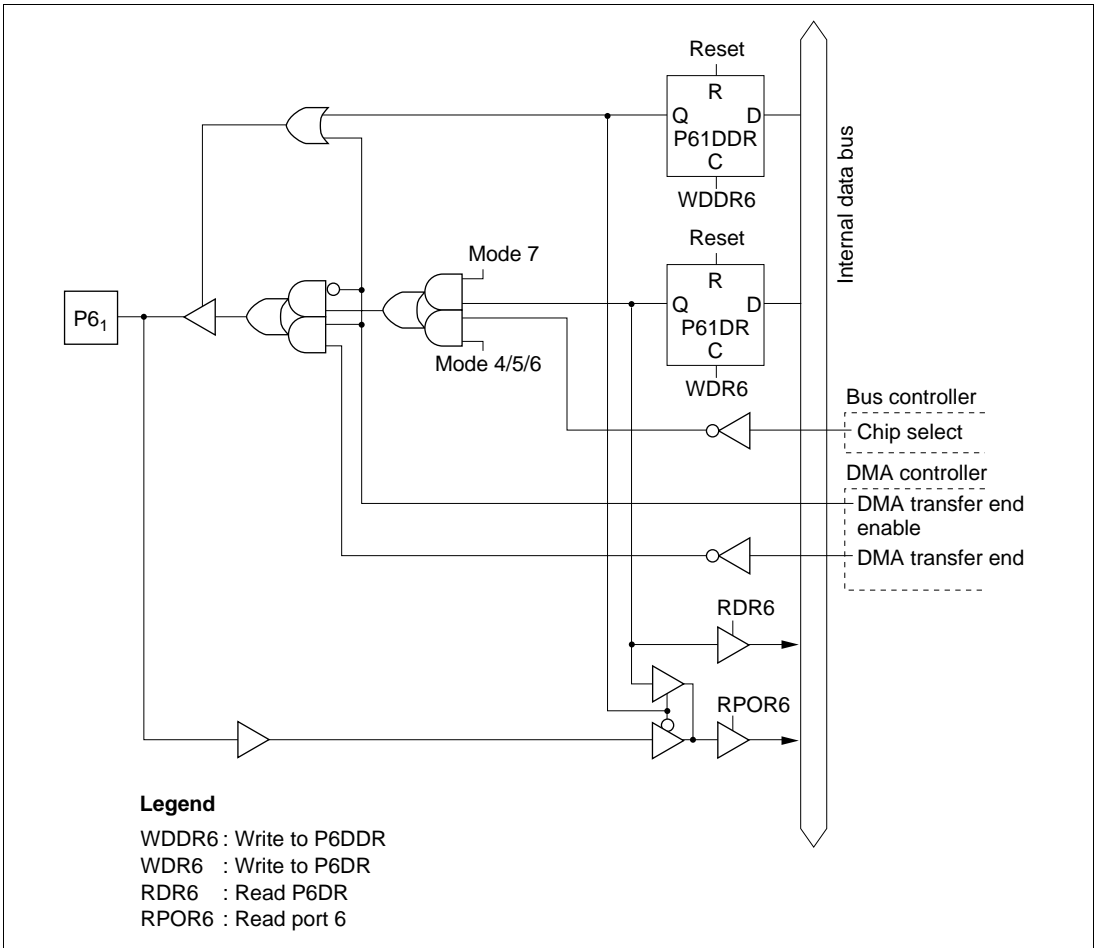 Reset
R
Q D
P61DDR
C
WDDR6
Internal data bus
Reset
Mode 7
R
Q D
P6₁
P61DR
C
Mode 4/5/6
WDR6
Bus controller
Chip select
DMA controller
DMA transfer end
enable
DMA transfer end
RDR6
RPOR6
Legend
WDDR6 : Write to P6DDR
WDR6 : Write to P6DR
RDR6 : Read P6DR
RPOR6 : Read port 6